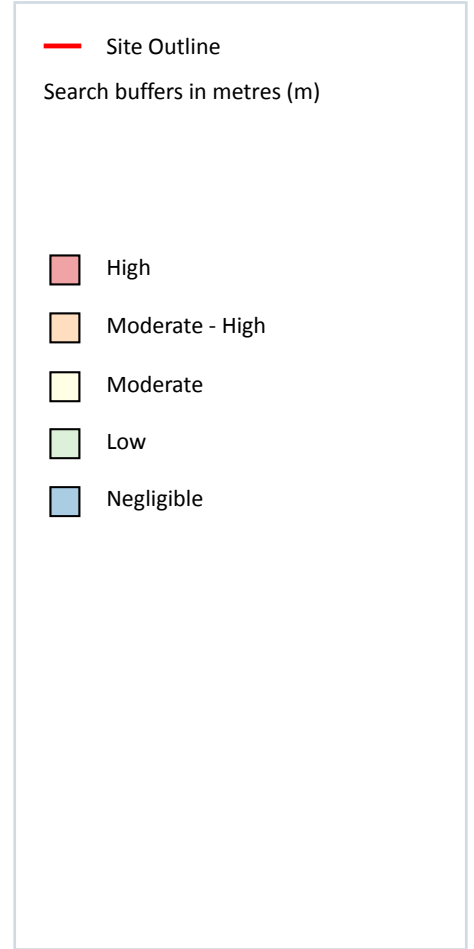 Site Outline
Search buffers in metres (m)
High
Moderate - High
Moderate
Low
Negligible